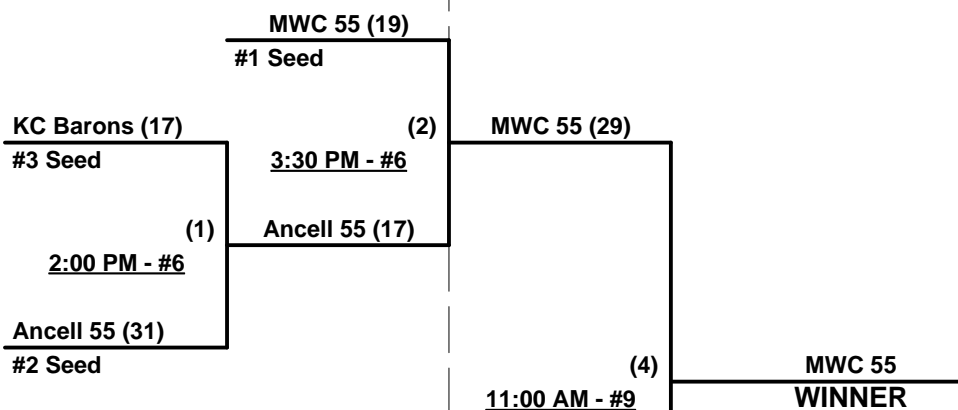 MWC 55 (19)
#1 Seed
KC Barons (17)
(2)
MWC 55 (29)
#3 Seed
3:30 PM - #6
(1)
Ancell 55 (17)
2:00 PM - #6
Ancell 55 (31)
#2 Seed
(4)
MWC 55
11:00 AM - #9
WINNER